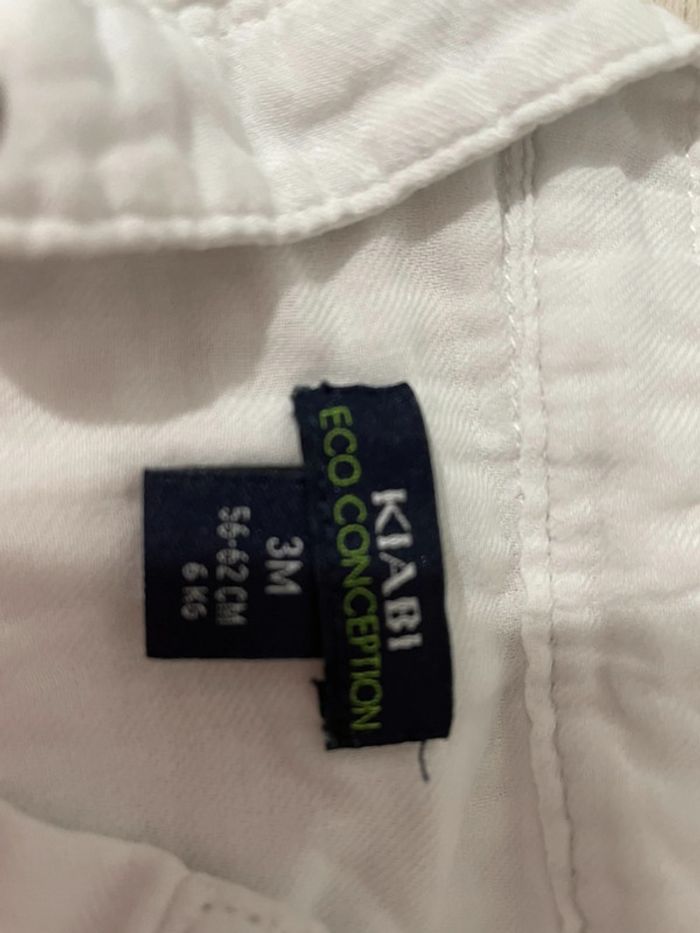 KIABI
ECO·CONCEPTION
3M
56-62 CM
6 KG